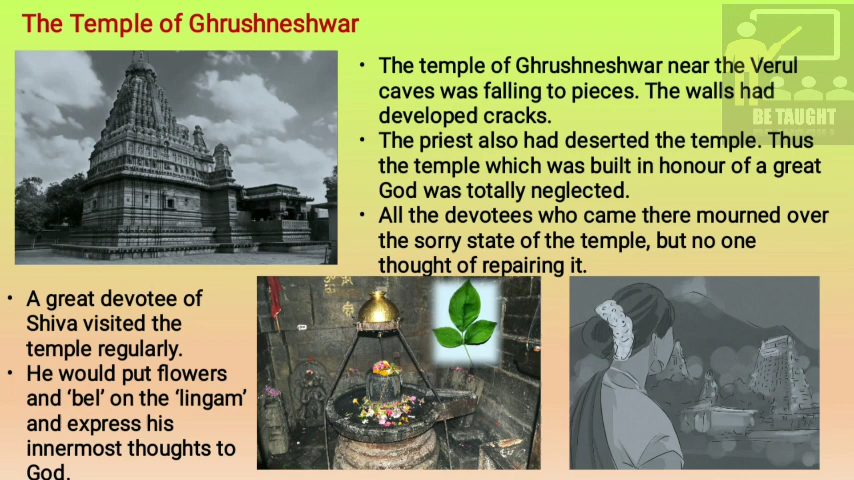 The Temple of Ghrushneshwar
• The temple of Ghrushneshwar near the Verul
caves was falling to pieces. The walls had
developed cracks.
• The priest also had deserted the temple. Thus
the temple which was built in honour of a great
God was totally neglected.
• All the devotees who came there mourned over
the sorry state of the temple, but no one
thought of repairing it.
BE TAUGHT
• A great devotee of
Shiva visited the
temple regularly.
• He would put flowers
and ‘bel’ on the ‘lingam’
and express his
innermost thoughts to
God.